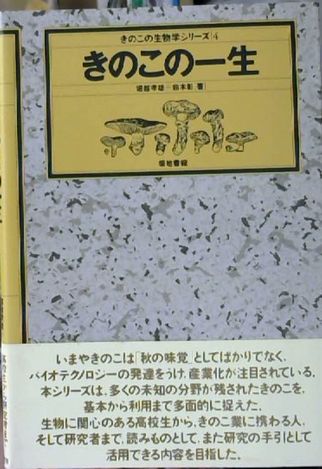 きのこの生物学シリーズ 4
きのこの一生
堀越孝雄・鈴木彰 著
築地書館
いまやきのこは「秋の味覚」としてばかりでなく、
バイオテクノロジーの発達をうけ、産業化が注目されている。
本シリーズは、多くの未知の分野が残されたきのこを、
基本から利用まで多面的に捉えた。
生物に関心のある高校生から、きのこ業に携わる人、
そして研究者まで、読みものとして、また研究の手引として
活用できる内容を目指した。